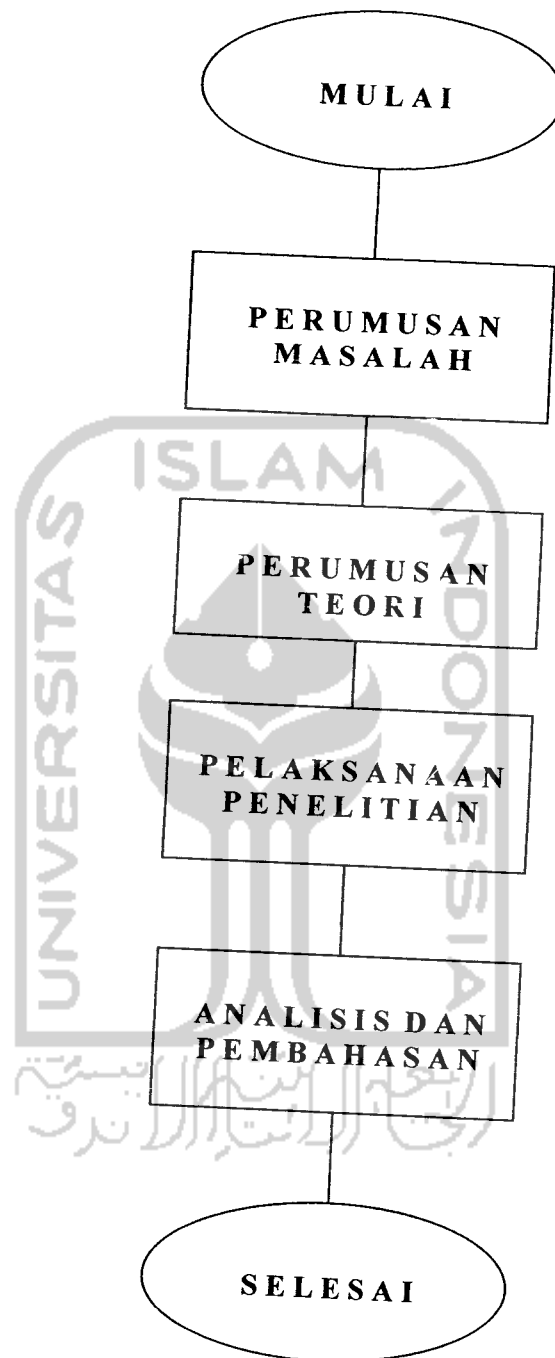 MULAI
PERUMUSAN
MASALAH
PERUMUSAN
TEORI
PELAKSANAAN
PENELITIAN
ANALISIS DAN
PEMBAHASAN
SELESAI
UNIVERSITAS
ISLAM
INDONESIA